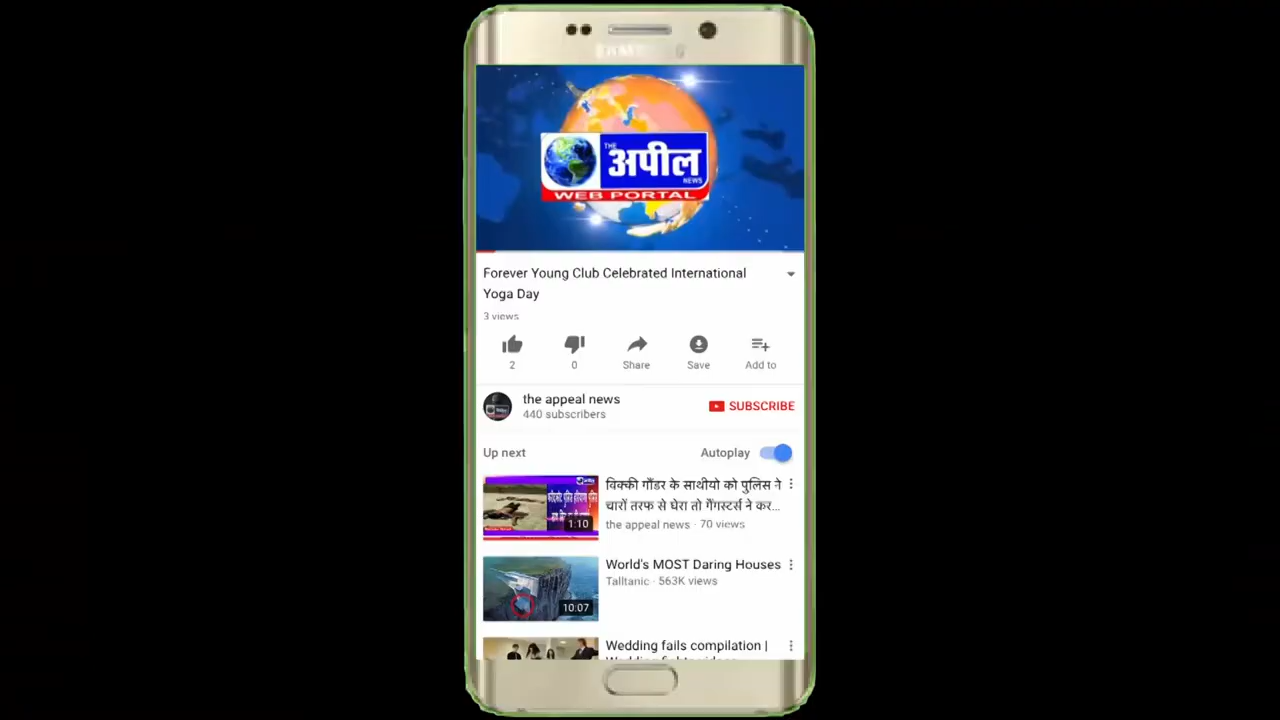 SAMSUNG
THE
अपील
NEWS
WEB PORTAL
Forever Young Club Celebrated International
Yoga Day
3 views
2
0
Share
Save
Add to
the appeal news
440 subscribers
SUBSCRIBE
Up next
Autoplay
विक्की गौंडर के साथीयो को पुलिस ने
चारों तरफ से घेरा तो गैंगस्टर्स ने कर...
the appeal news · 70 views
1:10
World's MOST Daring Houses
Talltanic · 563K views
10:07
Wedding fails compilation |